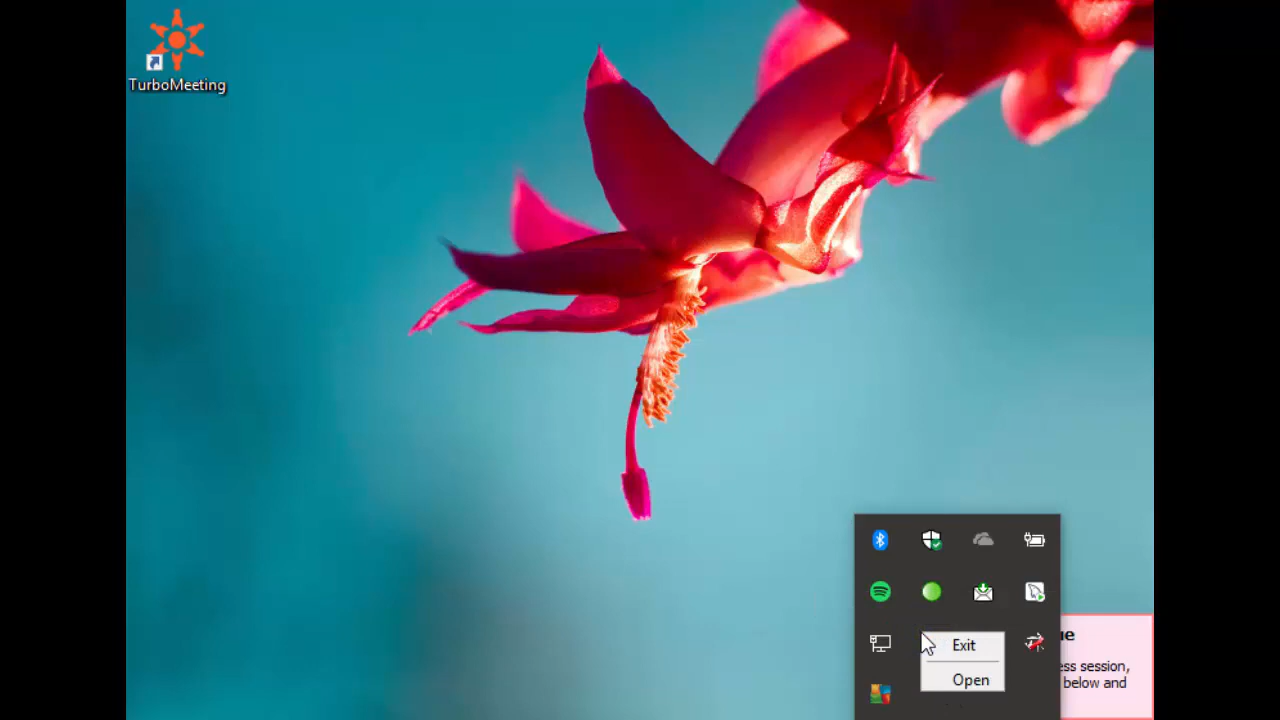 TurboMeeting
ue
ess session,
below and
Exit
Open